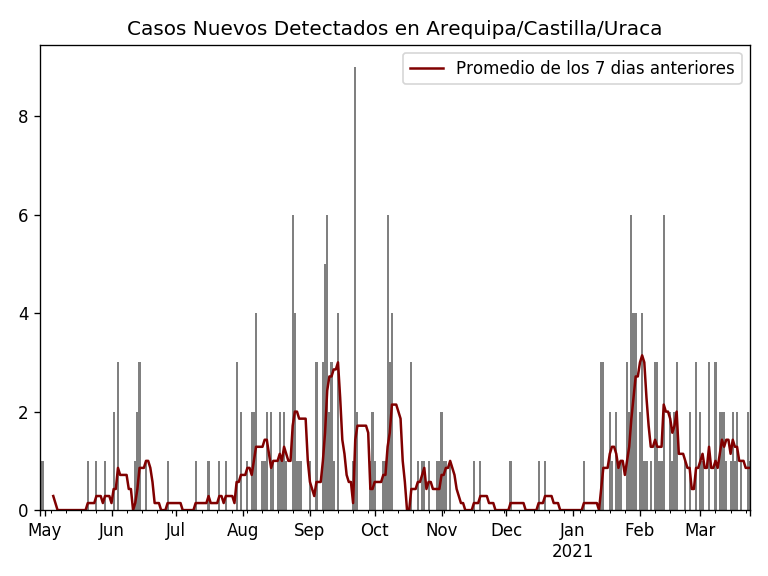 Casos Nuevos Detectados en Arequipa/Castilla/Uraca
Promedio de los 7 dias anteriores
8
6
4
2
0
May Jun Jul Aug Sep Oct Nov Dec Jan Feb Mar
2021